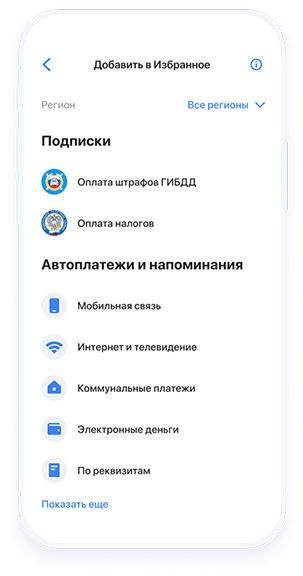 Добавить в Избранное
Регион Все регионы
Подписки
Оплата штрафов ГИБДД
Оплата налогов
Автоплатежи и напоминания
Мобильная связь
Интернет и телевидение
Коммунальные платежи
Электронные деньги
По реквизитам
Показать еще